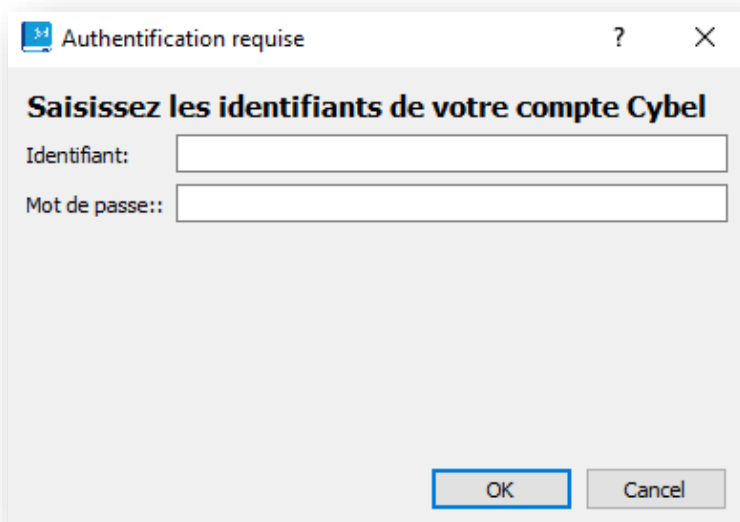 Authentification requise
Saisissez les identifiants de votre compte Cybel
Identifiant:
Mot de passe::
OK Cancel